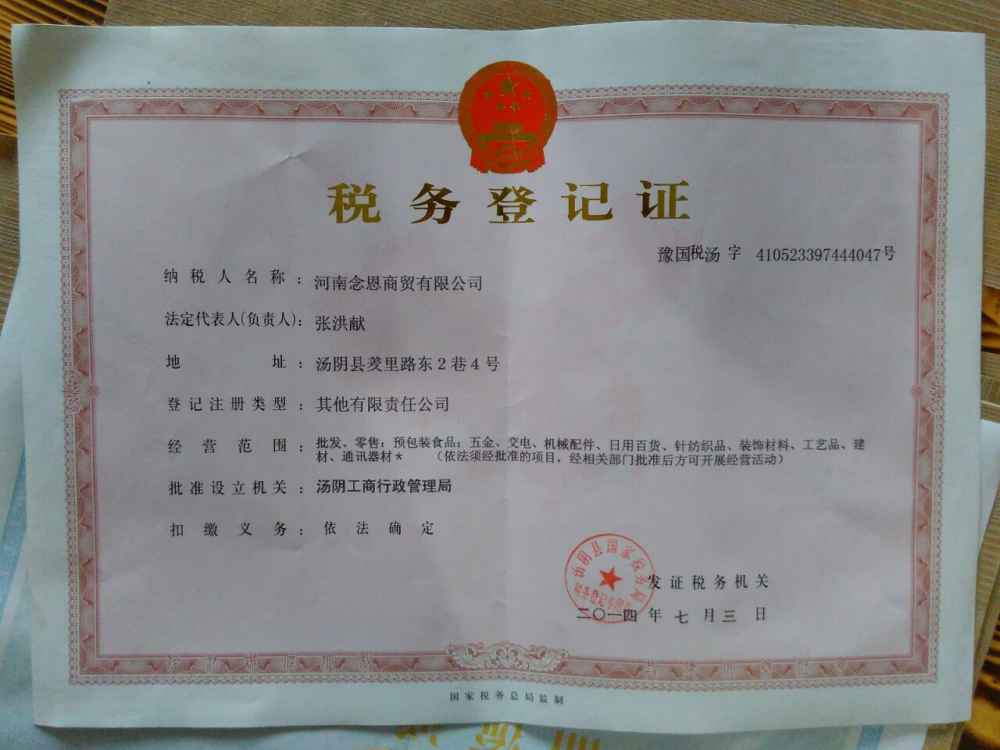 税务登记证
豫国税汤 字 410523397444047号
纳税人名称：河南念恩商贸有限公司
法定代表人(负责人)：张洪献
地 址：汤阴县羑里路东2巷4号
登记注册类型：其他有限责任公司
经营范围：批发、零售：预包装食品；五金、交电、机械配件、日用百货、针纺织品、装饰材料、工艺品、建
材、通讯器材*　（依法须经批准的项目，经相关部门批准后方可开展经营活动）
批准设立机关：汤阴工商行政管理局
扣缴义务：依法确定
汤阴县国家税务局
发证税务机关
二〇一四年七月三日
国家税务总局监制